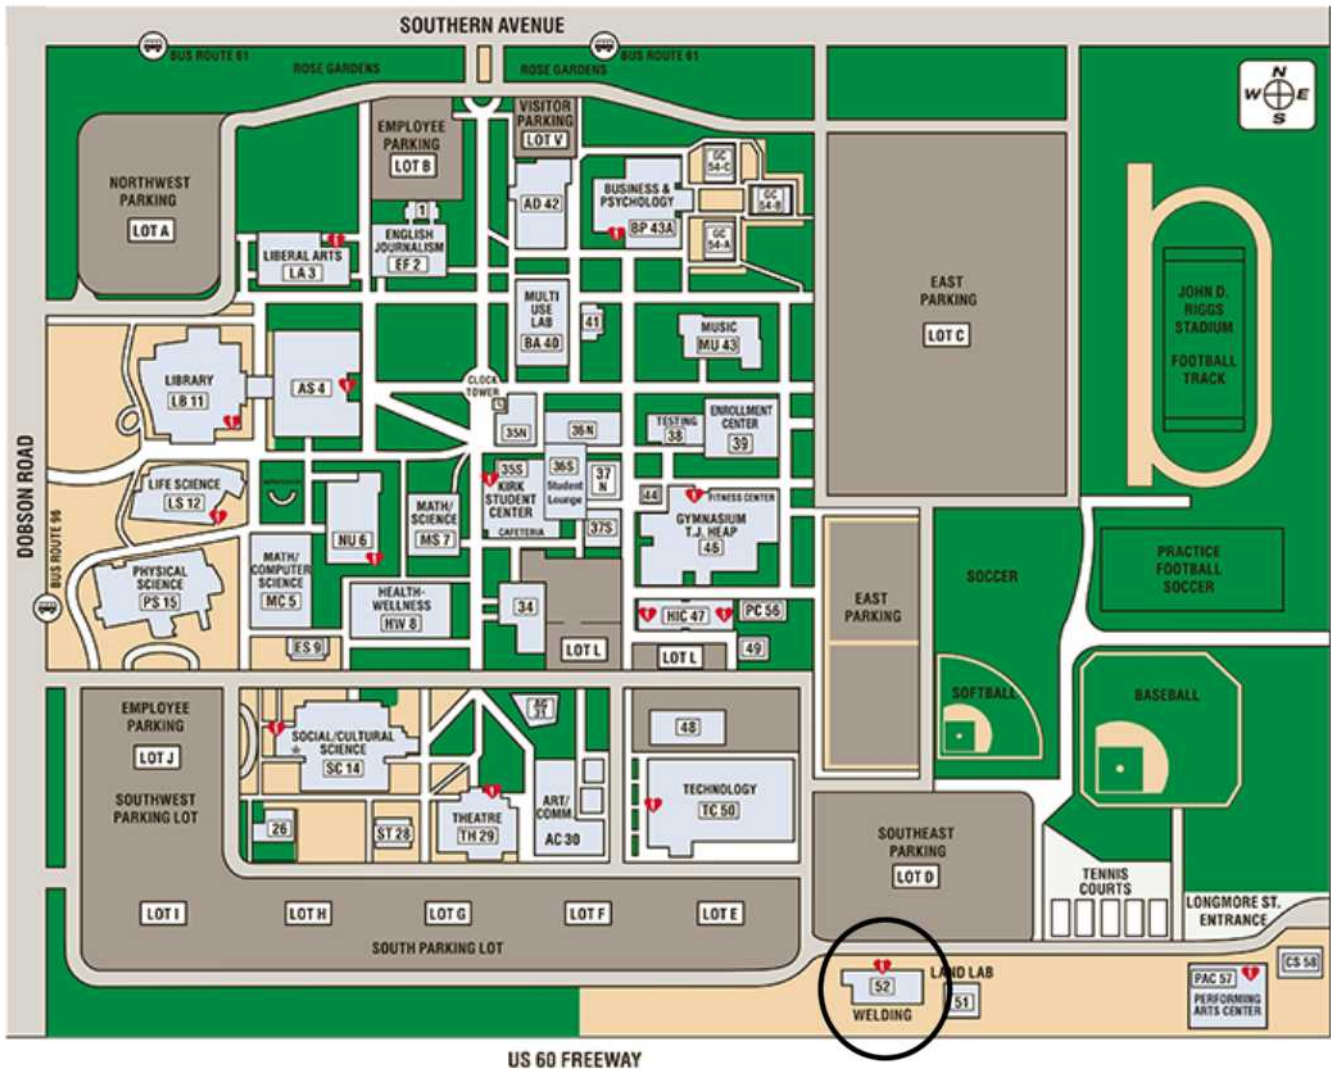 SOUTHERN AVENUE
BUS ROUTE 61
BUS ROUTE 61
ROSE GARDENS
ROSE GARDENS
N
W E
S
VISITOR
PARKING
LOT V
EMPLOYEE
PARKING
LOT B
NORTHWEST
PARKING
LOT A
1
AD 42
BUSINESS &
PSYCHOLOGY
BP 43A
GC
54-C
GC
54-B
GC
54-A
LIBERAL ARTS
LA 3
ENGLISH
JOURNALISM
EF 2
MULTI
USE
LAB
BA 40
41
MUSIC
MU 43
EAST
PARKING
LOT C
JOHN D.
RIGGS
STADIUM
FOOTBALL
TRACK
LIBRARY
LB 11
AS 4
CLOCK
TOWER
35N
36N
TESTING
38
ENROLLMENT
CENTER
39
DOBSON ROAD
BUS ROUTE 96
LIFE SCIENCE
LS 12
NU 6
MATH/
SCIENCE
MS 7
35S
KIRK
STUDENT
CENTER
CAFETERIA
36S
Student
Lounge
37
N
37S
44
FITNESS CENTER
GYMNASIUM
T.J. HEAP
46
PHYSICAL
SCIENCE
PS 15
MATH/
COMPUTER
SCIENCE
MC 5
HEALTH-
WELLNESS
HW 8
ES 9
34
LOT L
HIC 47
PC 56
49
LOT L
EAST
PARKING
SOCCER
PRACTICE
FOOTBALL
SOCCER
SOFTBALL
BASEBALL
EMPLOYEE
PARKING
LOT J
SOUTHWEST
PARKING LOT
SOCIAL/CULTURAL
SCIENCE
SC 14
AG
31
48
26
ST 28
THEATRE
TH 29
ART/
COMM.
AC 30
TECHNOLOGY
TC 50
SOUTHEAST
PARKING
LOT D
TENNIS
COURTS
LONGMORE ST.
ENTRANCE
LOT I
LOT H
LOT G
LOT F
LOT E
SOUTH PARKING LOT
52
WELDING
LAND LAB
51
PAC 57
PERFORMING
ARTS CENTER
CS 58
US 60 FREEWAY